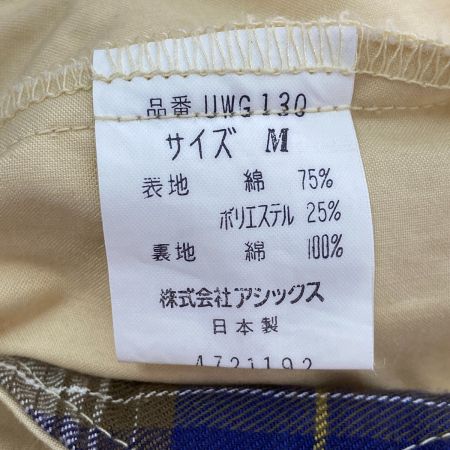 品番 UWG130
サイズ M
表地 綿 75%
ポリエステル 25%
裏地 綿 100%
株式会社アシックス
日本製
4721192